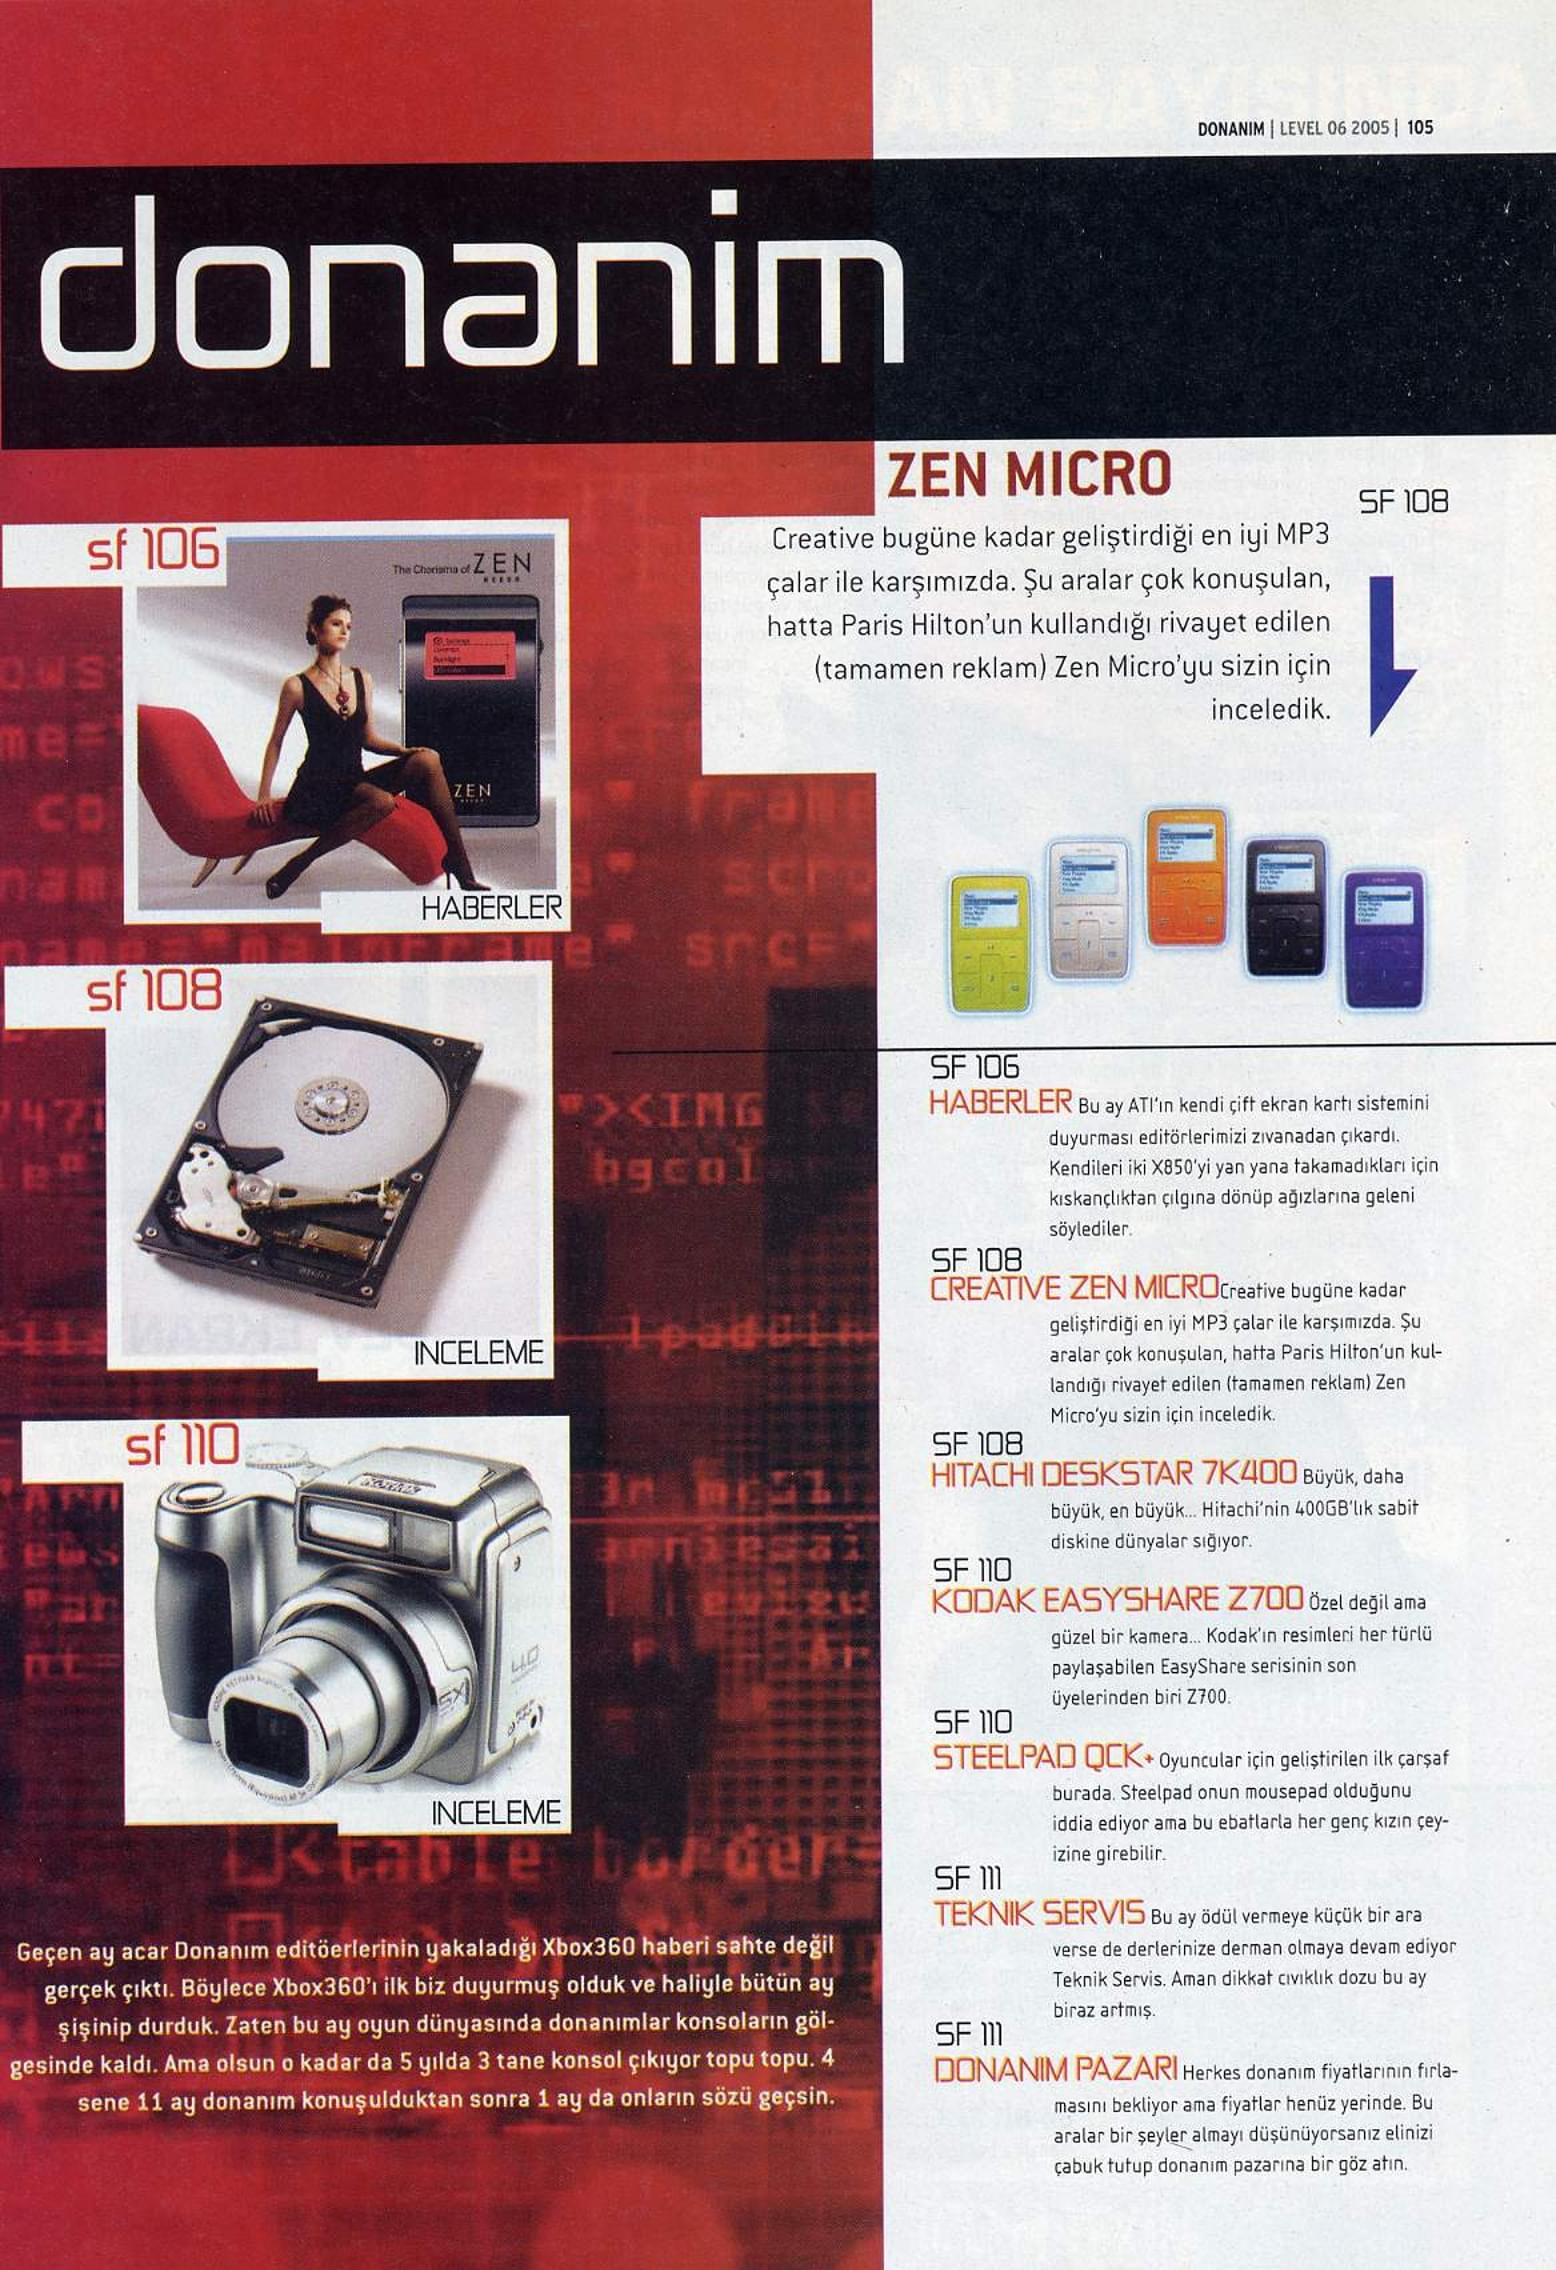 DONANIM | LEVEL 06 2005 | 105
donanim
ZEN MICRO
SF 108
Creative bugüne kadar geliştirdiği en iyi MP3
çalar ile karşımızda. Şu aralar çok konuşulan,
hatta Paris Hilton'un kullandığı rivayet edilen
(tamamen reklam) Zen Micro'yu sizin için
inceledik.
sf 106
The Charisma of ZEN
ZEN
HABERLER
sf 108
INCELEME
sf 110
Kodak
4.0
5X
INCELEME
Geçen ay acar Donanım editöerlerinin yakaladığı Xbox360 haberi sahte değil
gerçek çıktı. Böylece Xbox360'ı ilk biz duyurmuş olduk ve haliyle bütün ay
şişinip durduk. Zaten bu ay oyun dünyasında donanımlar konsoların göl-
gesinde kaldı. Ama olsun o kadar da 5 yılda 3 tane konsol çıkıyor topu topu. 4
sene 11 ay donanım konuşulduktan sonra 1 ay da onların sözü geçsin.
SF 106
HABERLER Bu ay ATI'ın kendi çift ekran kartı sistemini
duyurması editörlerimizi zıvanadan çıkardı.
Kendileri iki X850'yi yan yana takamadıkları için
kıskançlıktan çılgına dönüp ağızlarına geleni
söylediler.
SF 108
CREATIVE ZEN MICRO Creative bugüne kadar
geliştirdiği en iyi MP3 çalar ile karşımızda. Şu
aralar çok konuşulan, hatta Paris Hilton'un kul-
landığı rivayet edilen (tamamen reklam) Zen
Micro'yu sizin için inceledik.
SF 108
HITACHI DESKSTAR 7K400 Büyük, daha
büyük, en büyük... Hitachi'nin 400GB'lık sabit
diskine dünyalar sığıyor.
SF 110
KODAK EASYSHARE Z700 Özel değil ama
güzel bir kamera... Kodak'ın resimleri her türlü
paylaşabilen EasyShare serisinin son
üyelerinden biri Z700.
SF 110
STEELPAD QCK+ Oyuncular için geliştirilen ilk çarşaf
burada. Steelpad onun mousepad olduğunu
iddia ediyor ama bu ebatlarla her genç kızın çey-
izine girebilir.
SF 111
TEKNIK SERVIS Bu ay ödül vermeye küçük bir ara
verse de derlerinize derman olmaya devam ediyor
Teknik Servis. Aman dikkat cıvıklık dozu bu ay
biraz artmış.
SF 111
DONANIM PAZARI Herkes donanım fiyatlarının fırla-
masını bekliyor ama fiyatlar henüz yerinde. Bu
aralar bir şeyler almayı düşünüyorsanız elinizi
çabuk tutup donanım pazarına bir göz atın.